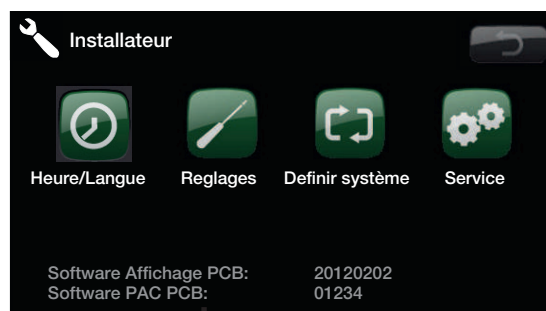 Installateur
Heure/Langue Reglages Definir système Service
Software Affichage PCB: 20120202
Software PAC PCB: 01234